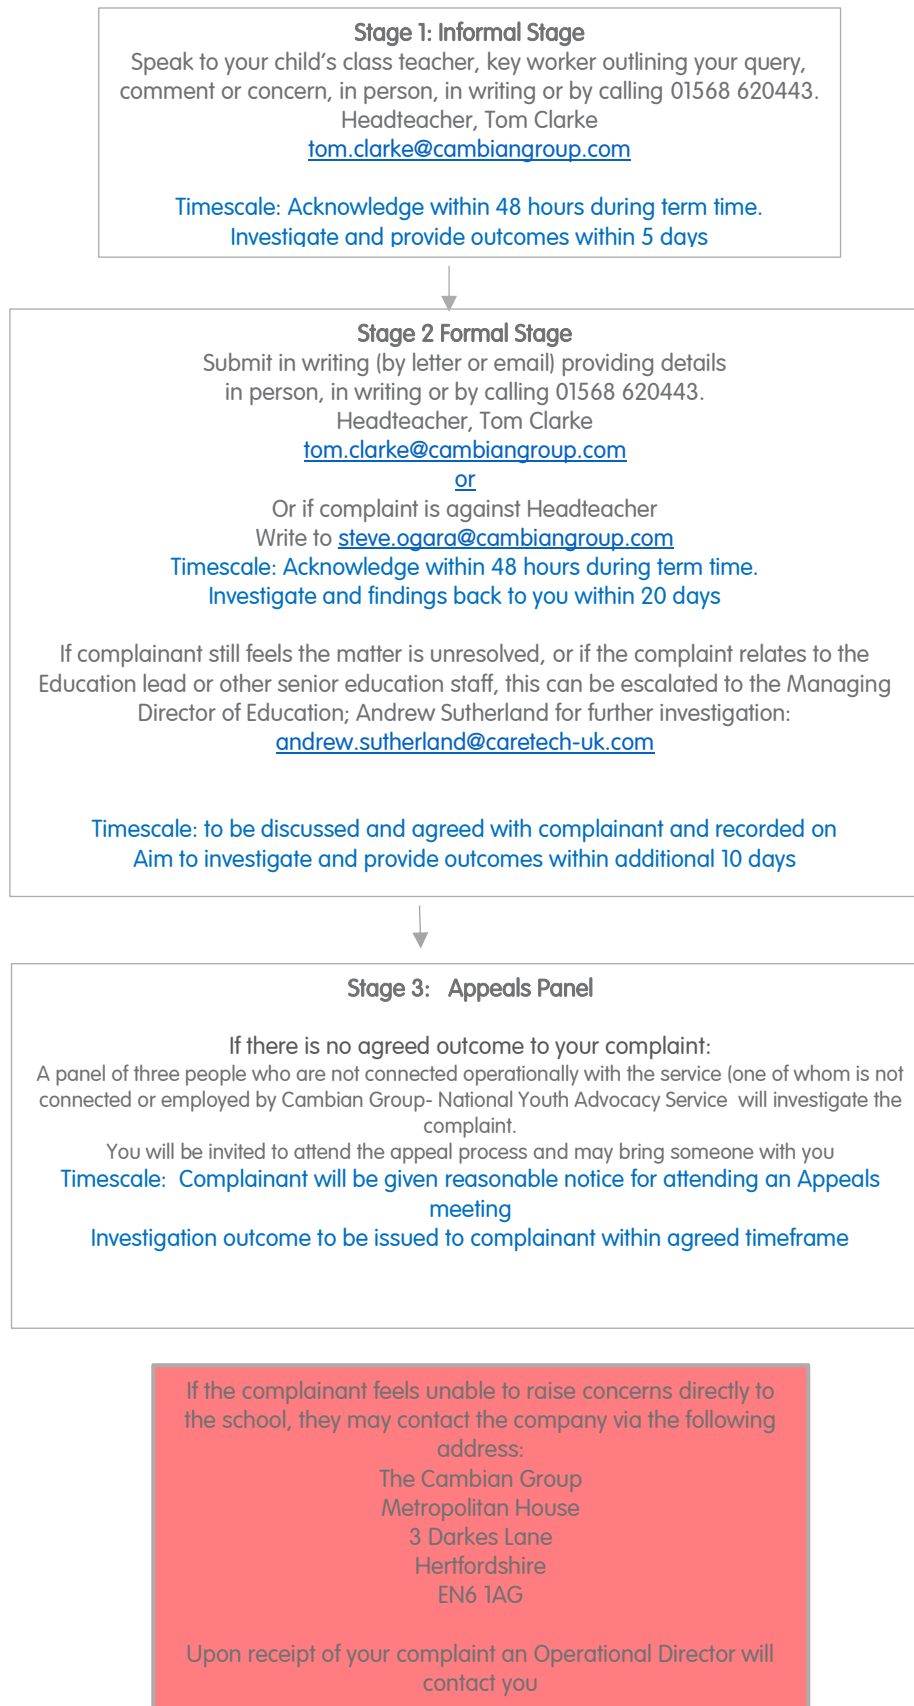 Stage 1: Informal Stage
Speak to your child's class teacher, key worker outlining your query,
comment or concern, in person, in writing or by calling 01568 620443.
Headteacher, Tom Clarke
tom.clarke@cambiangroup.com
Timescale: Acknowledge within 48 hours during term time.
Investigate and provide outcomes within 5 days
Stage 2 Formal Stage
Submit in writing (by letter or email) providing details
in person, in writing or by calling 01568 620443.
Headteacher, Tom Clarke
tom.clarke@cambiangroup.com
or
Or if complaint is against Headteacher
Write to steve.ogara@cambiangroup.com
Timescale: Acknowledge within 48 hours during term time.
Investigate and findings back to you within 20 days
If complainant still feels the matter is unresolved, or if the complaint relates to the
Education lead or other senior education staff, this can be escalated to the Managing
Director of Education; Andrew Sutherland for further investigation:
andrew.sutherland@caretech-uk.com
Timescale: to be discussed and agreed with complainant and recorded on
Aim to investigate and provide outcomes within additional 10 days
Stage 3:   Appeals Panel
If there is no agreed outcome to your complaint:
A panel of three people who are not connected operationally with the service (one of whom is not
connected or employed by Cambian Group- National Youth Advocacy Service  will investigate the
complaint.
You will be invited to attend the appeal process and may bring someone with you
Timescale:  Complainant will be given reasonable notice for attending an Appeals
meeting
Investigation outcome to be issued to complainant within agreed timeframe
If the complainant feels unable to raise concerns directly to
the school, they may contact the company via the following
address:
The Cambian Group
Metropolitan House
3 Darkes Lane
Hertfordshire
EN6 1AG
Upon receipt of your complaint an Operational Director will
contact you